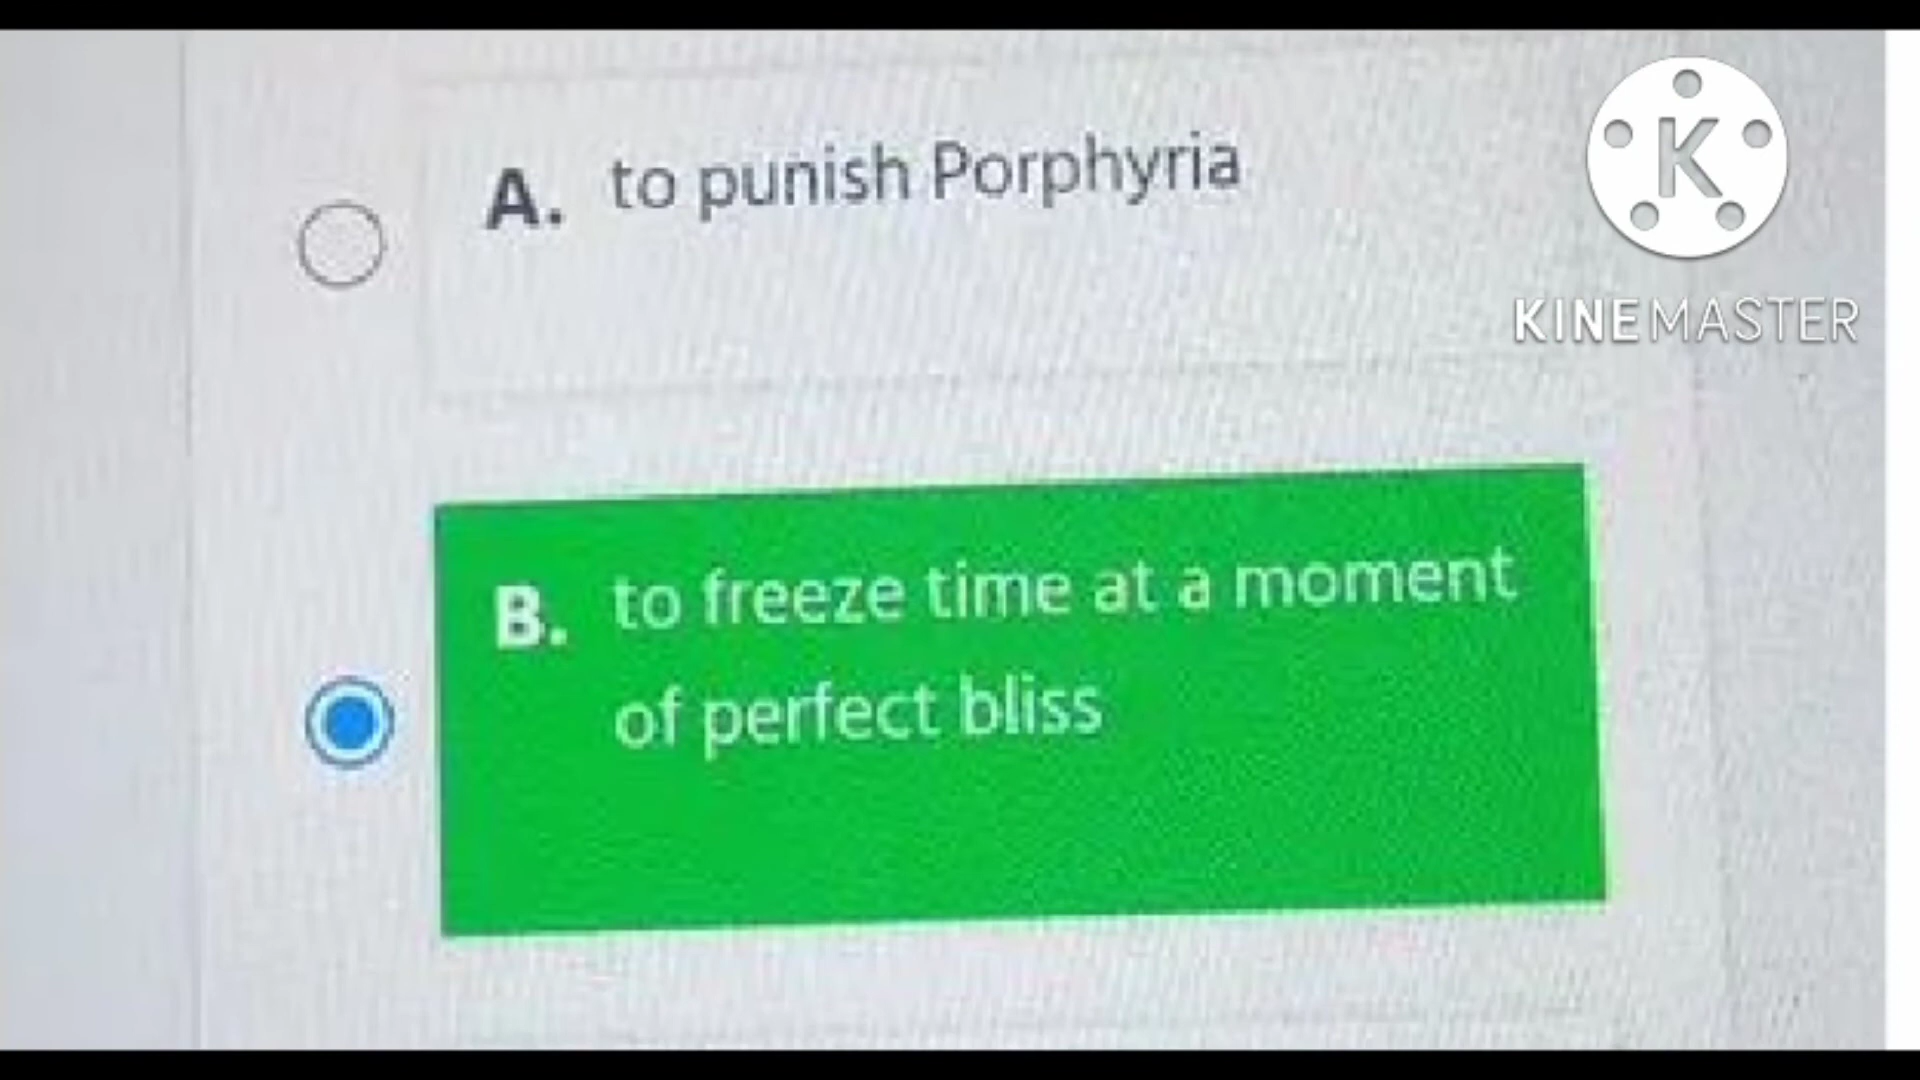 A. to punish Porphyria
K
KINEMASTER
B. to freeze time at a moment
of perfect bliss